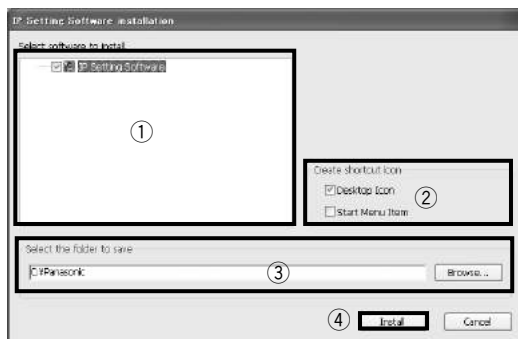 IP Setting Software installation
Select software to install
IP Setting Software
①
Create shortcut icon
Desktop Icon
②
Start Menu Item
Select the folder to save
C:¥Panasonic
③
Browse...
④
Install
Cancel